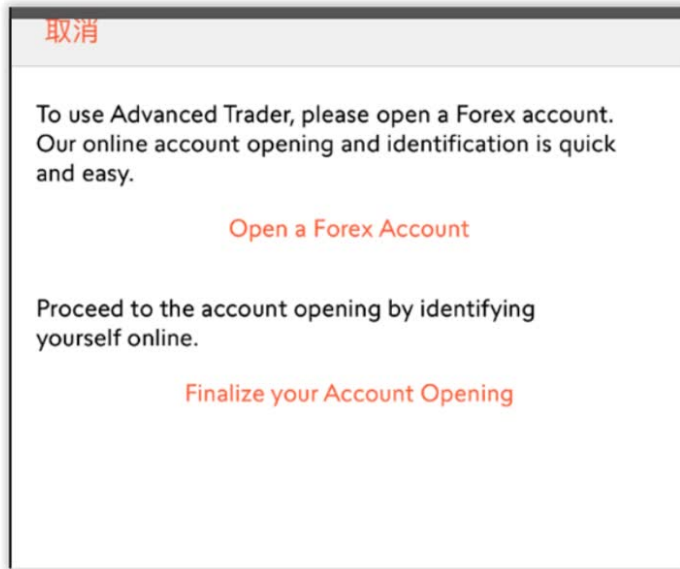 取消
To use Advanced Trader, please open a Forex account.
Our online account opening and identification is quick
and easy.
Open a Forex Account
Proceed to the account opening by identifying
yourself online.
Finalize your Account Opening